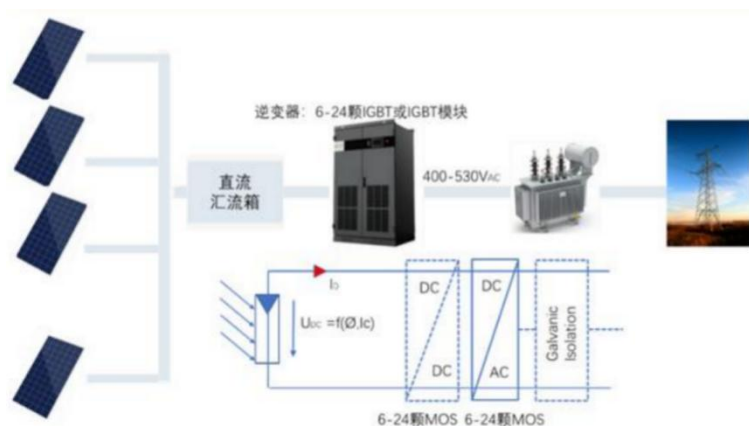 逆变器：6-24颗IGBT或IGBT模块
直流
汇流箱
400-530VAC
DC
DC
DC
AC
UDC =f(Ø,Ic)
Galvanic
Isolation
6-24颗MOS
6-24颗MOS